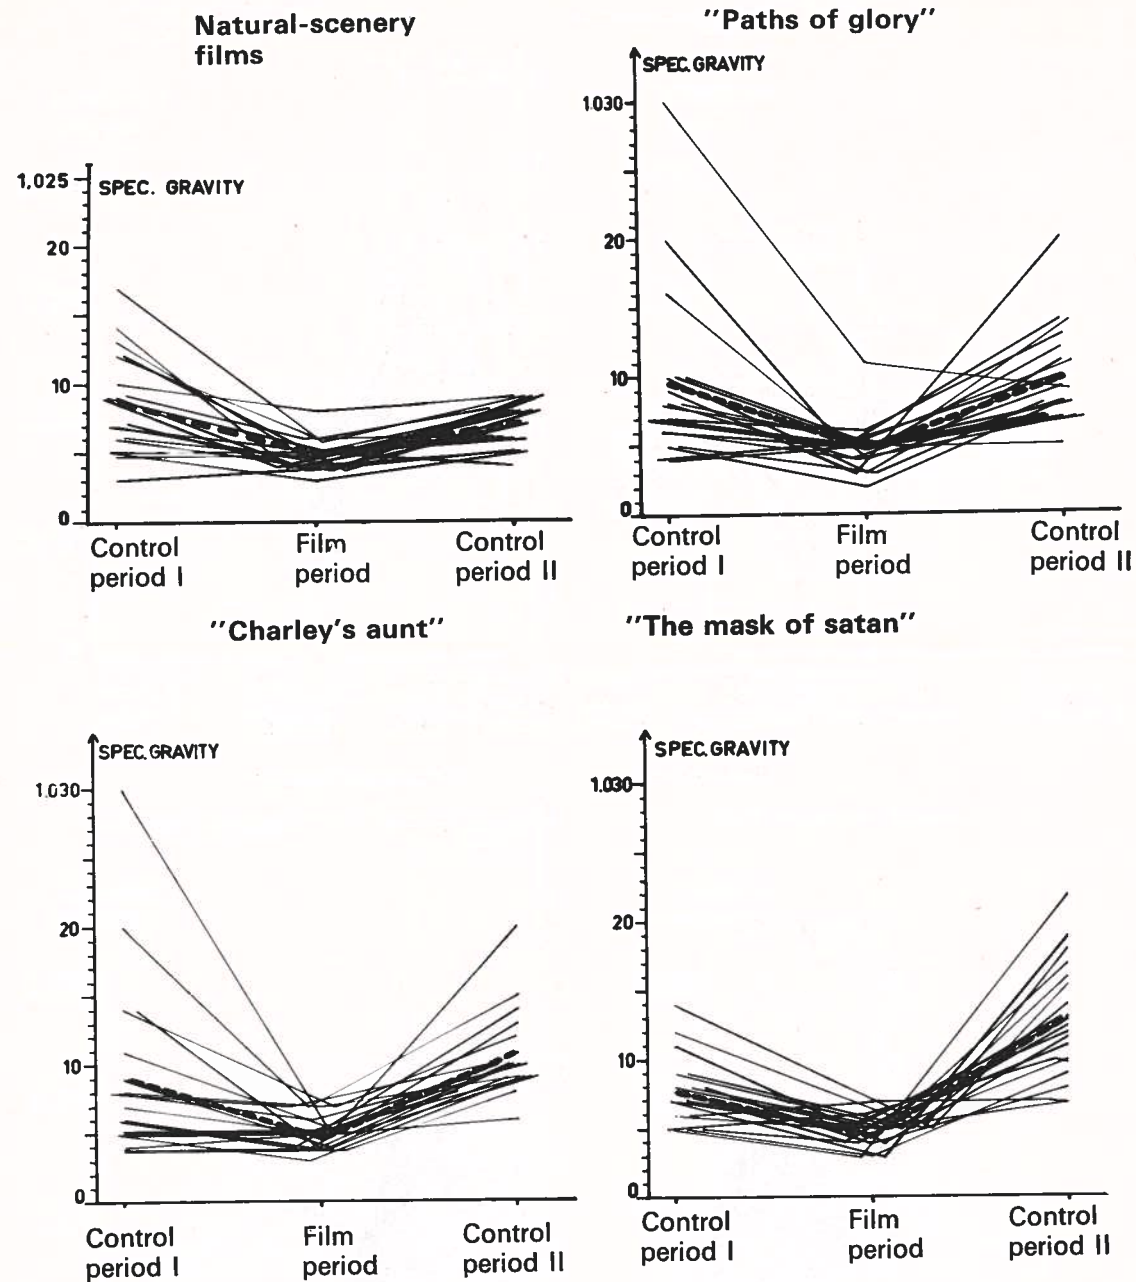 Natural-scenery
films
1,025
SPEC. GRAVITY
20
10
0
Control
period I
Film
period
Control
period II
"Paths of glory"
SPEC. GRAVITY
1030
20
10
0
Control
period I
Film
period
Control
period II
"Charley's aunt"
SPEC. GRAVITY
1.030
20
10
0
Control
period I
Film
period
Control
period II
"The mask of satan"
SPEC. GRAVITY
1.030
20
10
0
Control
period I
Film
period
Control
period II